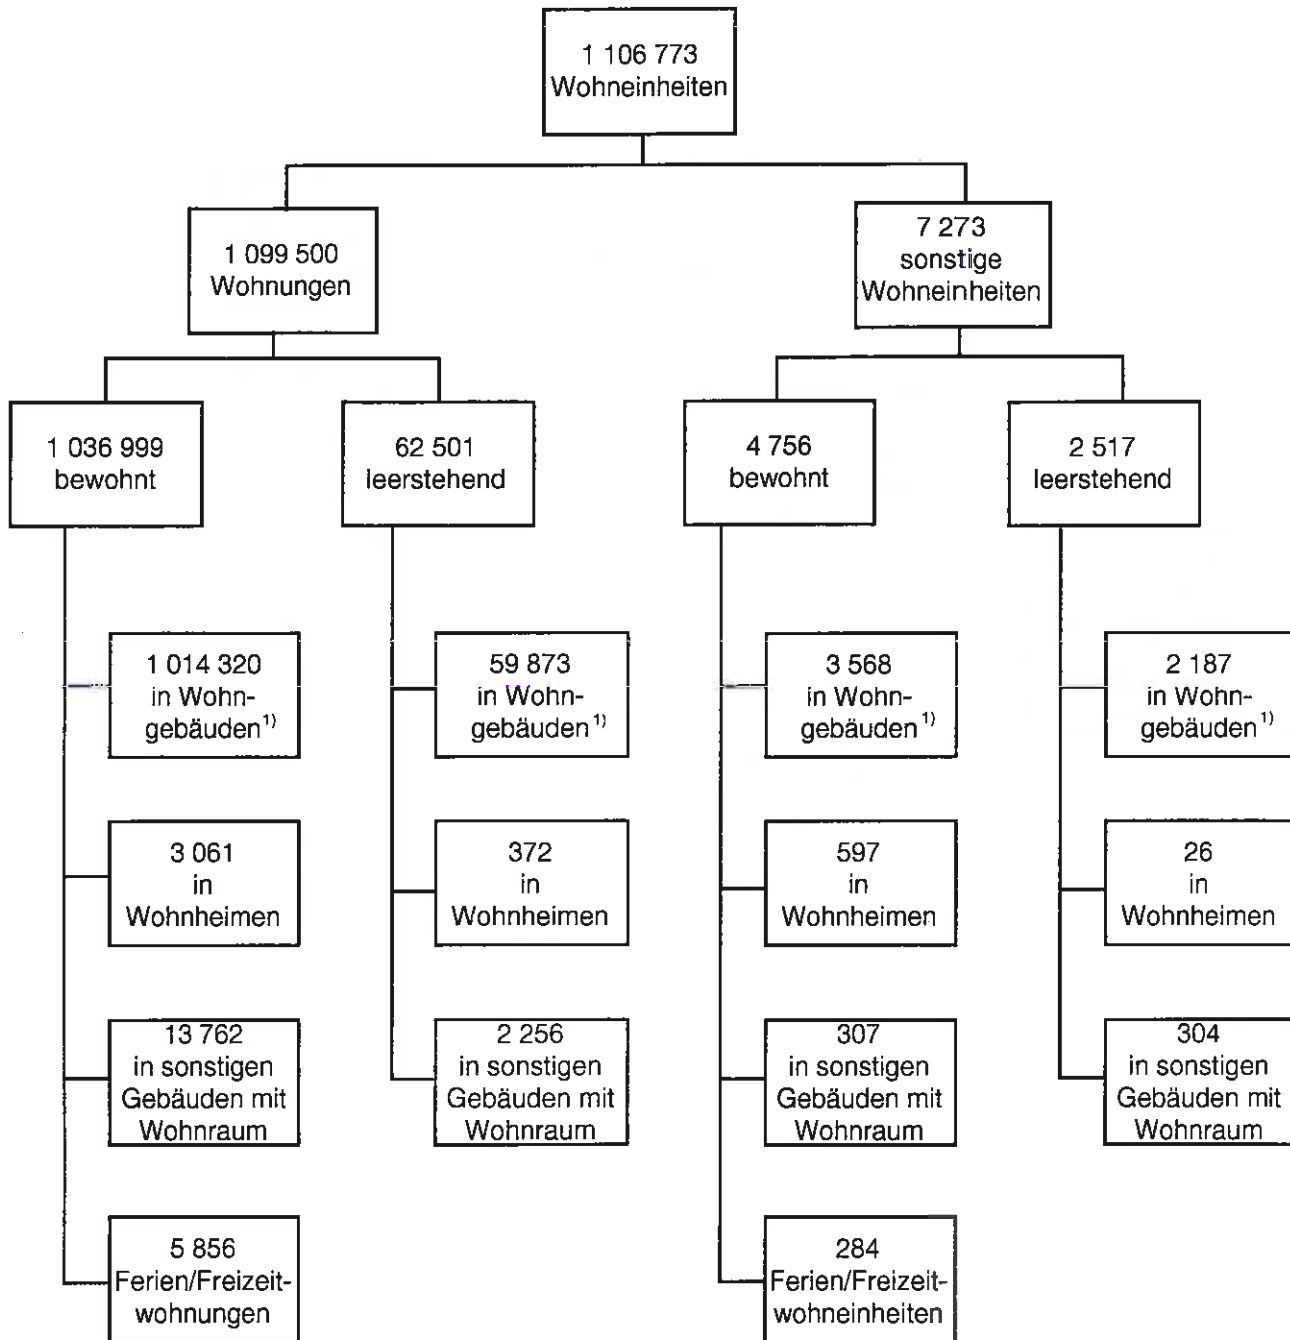 1 106 773
Wohneinheiten
1 099 500
Wohnungen
7 273
sonstige
Wohneinheiten
1 036 999
bewohnt
62 501
leerstehend
4 756
bewohnt
2 517
leerstehend
1 014 320
in Wohn-
gebäuden¹⁾
59 873
in Wohn-
gebäuden¹⁾
3 568
in Wohn-
gebäuden¹⁾
2 187
in Wohn-
gebäuden¹⁾
3 061
in
Wohnheimen
372
in
Wohnheimen
597
in
Wohnheimen
26
in
Wohnheimen
13 762
in sonstigen
Gebäuden mit
Wohnraum
2 256
in sonstigen
Gebäuden mit
Wohnraum
307
in sonstigen
Gebäuden mit
Wohnraum
304
in sonstigen
Gebäuden mit
Wohnraum
5 856
Ferien/Freizeit-
wohnungen
284
Ferien/Freizeit-
wohneinheiten